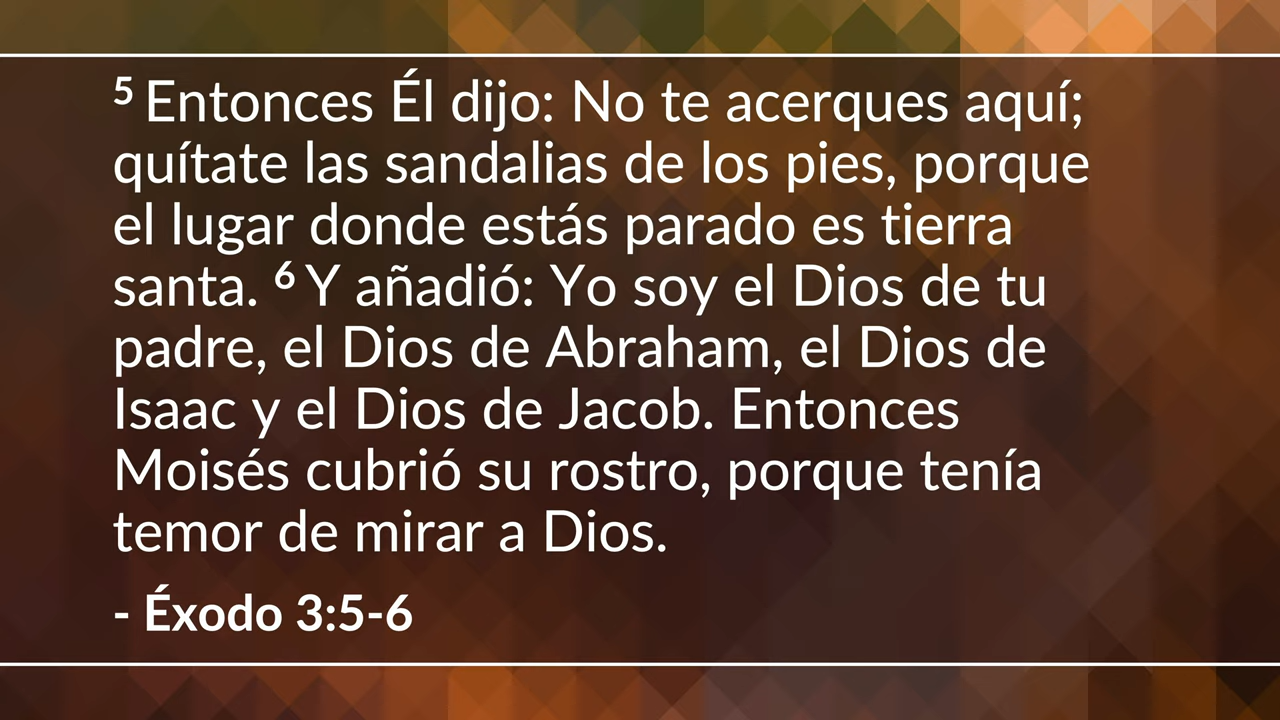 5 Entonces Él dijo: No te acerques aquí;
quítate las sandalias de los pies, porque
el lugar donde estás parado es tierra
santa. 6 Y añadió: Yo soy el Dios de tu
padre, el Dios de Abraham, el Dios de
Isaac y el Dios de Jacob. Entonces
Moisés cubrió su rostro, porque tenía
temor de mirar a Dios.
- Éxodo 3:5-6